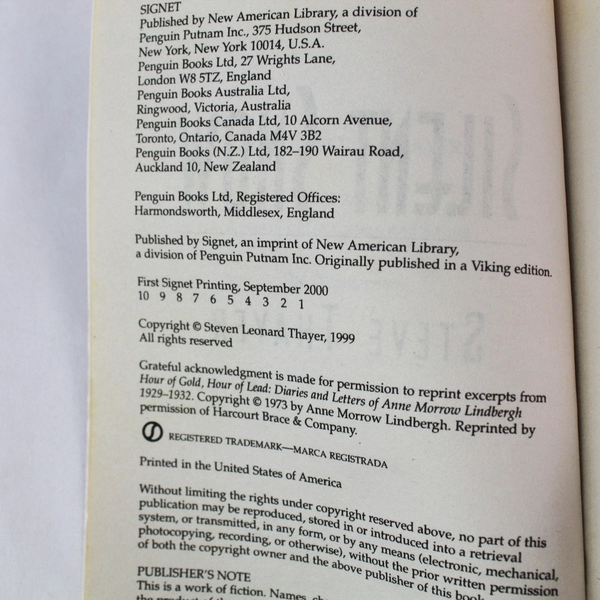 SIGNET
Published by New American Library, a division of
Penguin Putnam Inc., 375 Hudson Street,
New York, New York 10014, U.S.A.
Penguin Books Ltd, 27 Wrights Lane,
London W8 5TZ, England
Penguin Books Australia Ltd,
Ringwood, Victoria, Australia
Penguin Books Canada Ltd, 10 Alcorn Avenue,
Toronto, Ontario, Canada M4V 3B2
Penguin Books (N.Z.) Ltd, 182–190 Wairau Road,
Auckland 10, New Zealand
Penguin Books Ltd, Registered Offices:
Harmondsworth, Middlesex, England
Published by Signet, an imprint of New American Library,
a division of Penguin Putnam Inc. Originally published in a Viking edition.
First Signet Printing, September 2000
10 9 8 7 6 5 4 3 2 1
Copyright © Steven Leonard Thayer, 1999
All rights reserved
Grateful acknowledgment is made for permission to reprint excerpts from
Hour of Gold, Hour of Lead: Diaries and Letters of Anne Morrow Lindbergh
1929–1932. Copyright © 1973 by Anne Morrow Lindbergh. Reprinted by
permission of Harcourt Brace & Company.
REGISTERED TRADEMARK—MARCA REGISTRADA
Printed in the United States of America
Without limiting the rights under copyright reserved above, no part of this
publication may be reproduced, stored in or introduced into a retrieval
system, or transmitted, in any form, or by any means (electronic, mechanical,
photocopying, recording, or otherwise), without the prior written permission
of both the copyright owner and the above publisher of this book.
PUBLISHER'S NOTE
This is a work of fiction. Names,
the product of the